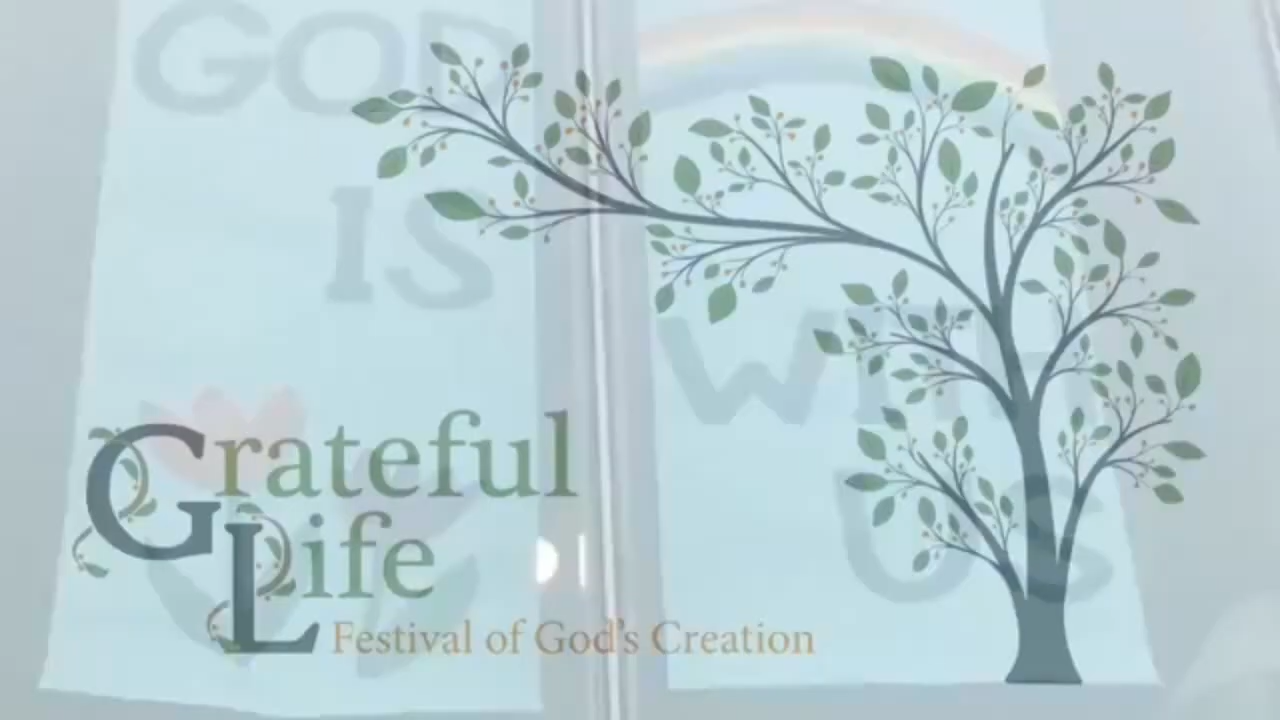 GOD
IS
WITH
US
Grateful
Life
Festival of God's Creation